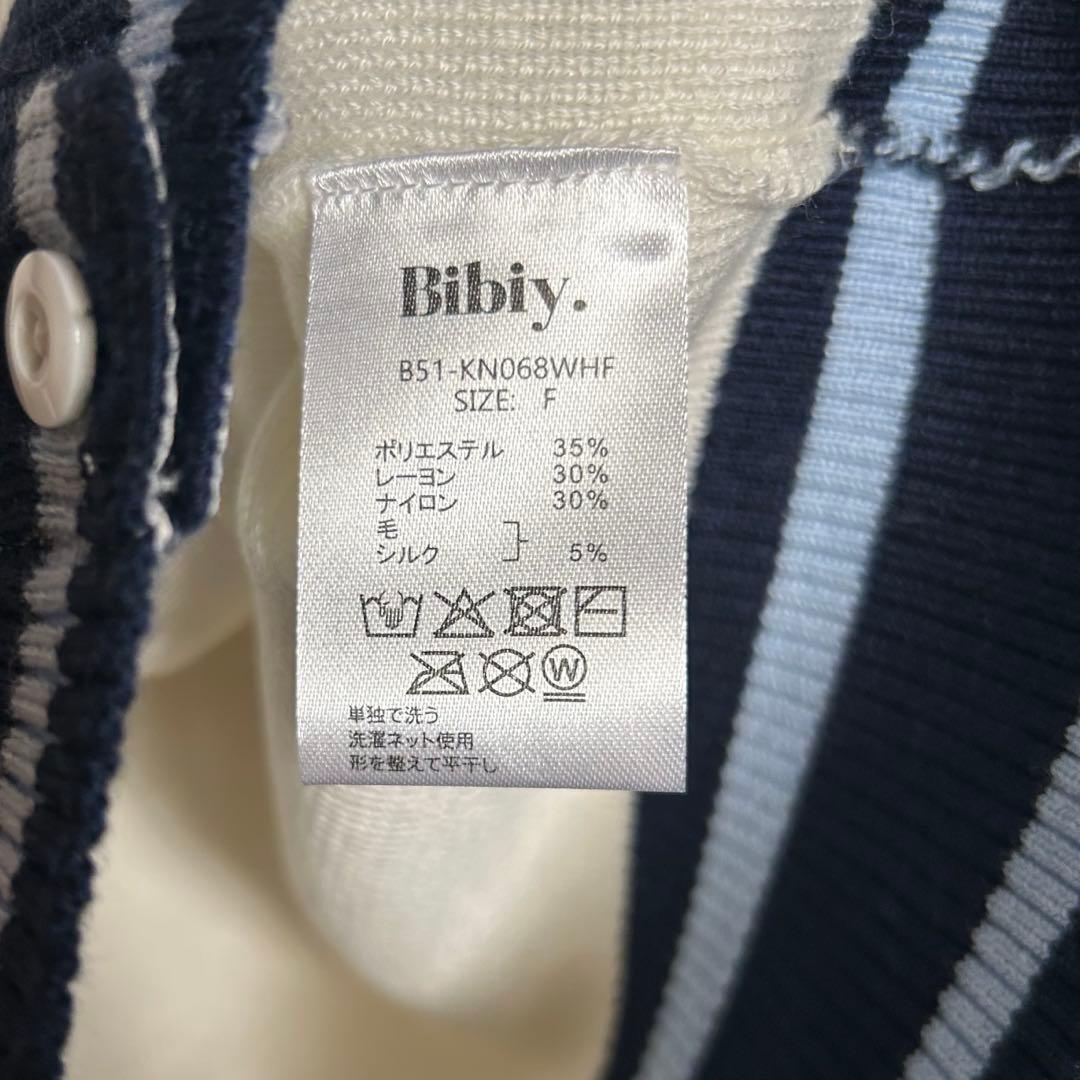 Bibiy.
B51-KN068WHF
SIZE: F
ポリエステル 35%
レーヨン 30%
ナイロン 30%
毛
シルク 5%
W
単独で洗う
洗濯ネット使用
形を整えて平干し